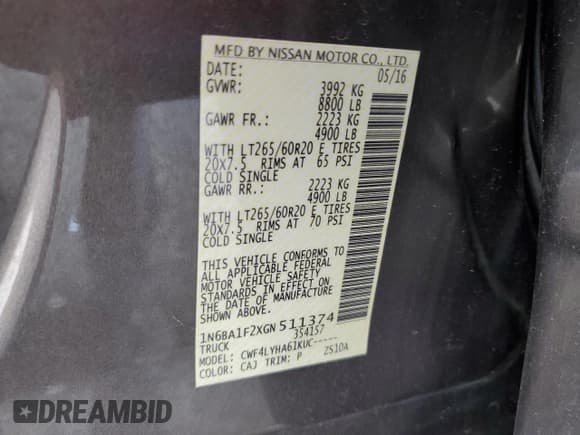 MFD BY NISSAN MOTOR CO., LTD.
DATE: 05/16
GVWR: 3992 KG
8800 LB
GAWR FR.: 2223 KG
4900 LB
WITH LT265/60R20 E TIRES
20X7.5 RIMS AT 65 PSI
COLD SINGLE
GAWR RR.: 2223 KG
4900 LB
WITH LT265/60R20 E TIRES
20X7.5 RIMS AT 70 PSI
COLD SINGLE
THIS VEHICLE CONFORMS TO
ALL APPLICABLE FEDERAL
MOTOR VEHICLE SAFETY
STANDARDS IN EFFECT ON
THE DATE OF MANUFACTURE
SHOWN ABOVE.
1N6BA1F2XGN511374
TRUCK 354157
MODEL: CWF4LYHA61KUC-----
COLOR: CAJ TRIM: P ZS10A
DREAMBID